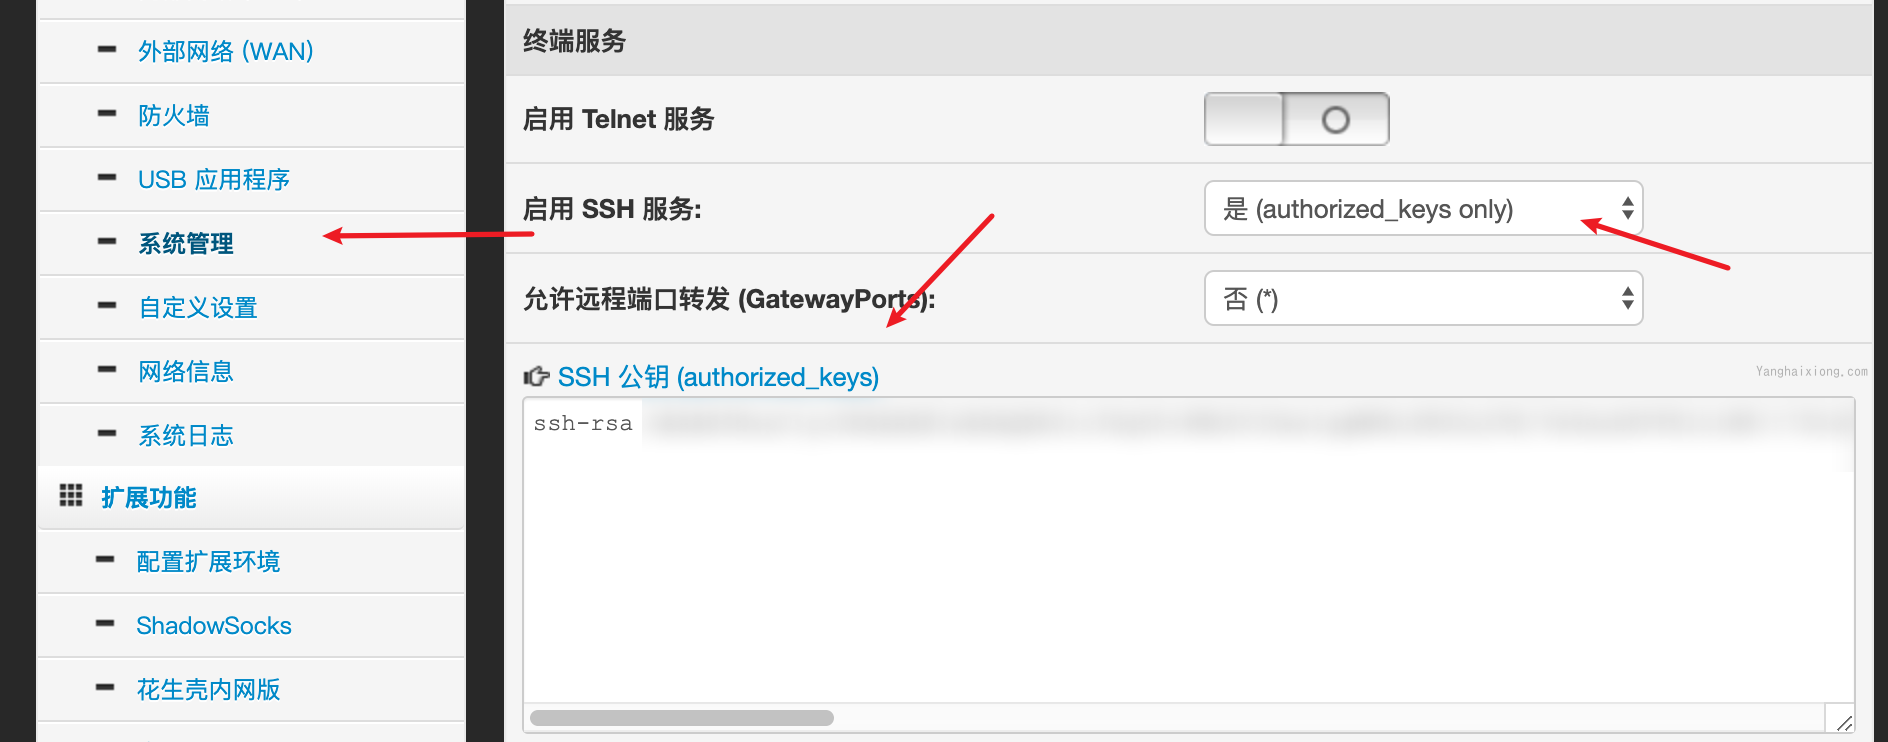 外部网络 (WAN)
防火墙
USB 应用程序
系统管理
自定义设置
网络信息
系统日志
扩展功能
配置扩展环境
ShadowSocks
花生壳内网版
终端服务
启用 Telnet 服务
启用 SSH 服务:
是 (authorized_keys only)
允许远程端口转发 (GatewayPorts):
否 (*)
SSH 公钥 (authorized_keys)
Yanghaixiong.com
ssh-rsa